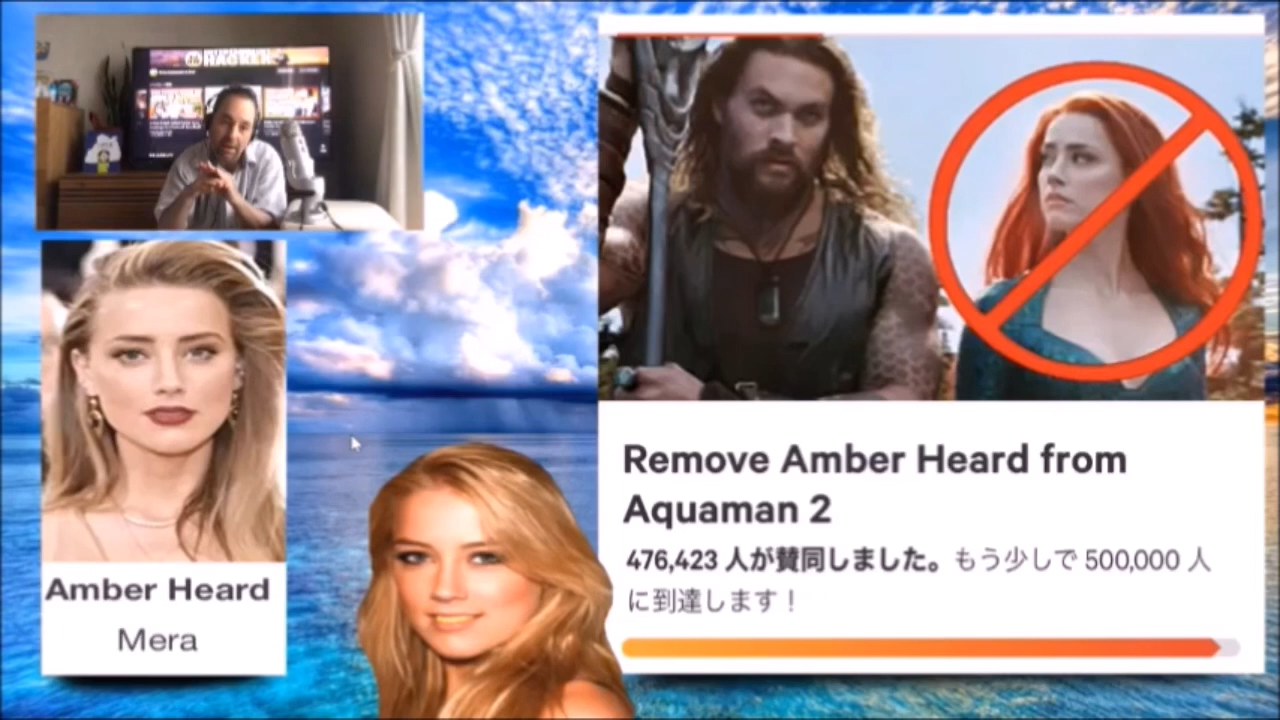 HACKER
Amber Heard
Mera
Remove Amber Heard from
Aquaman 2
476,423 人が賛同しました。もう少しで 500,000 人
に到達します！